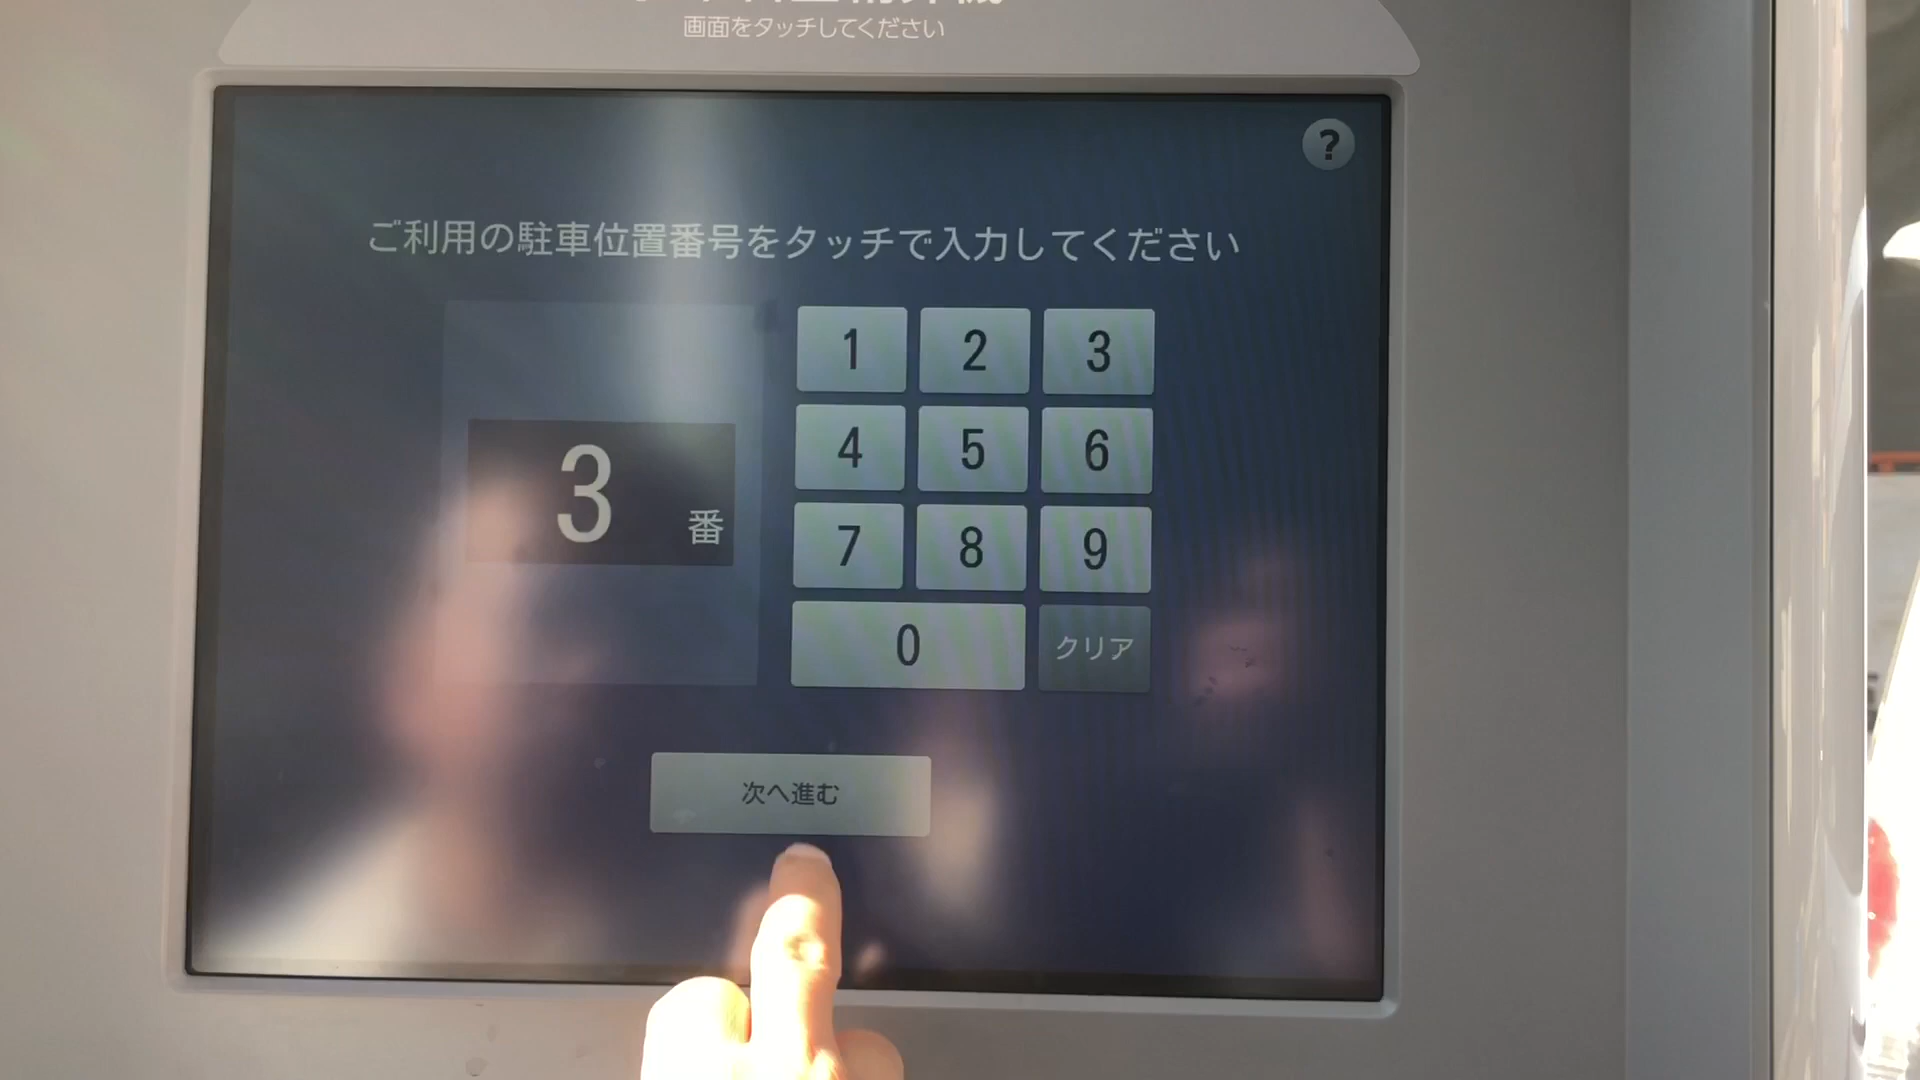 画面をタッチしてください
?
ご利用の駐車位置番号をタッチで入力してください
1 2 3
4 5 6
3 番
7 8 9
0 クリア
次へ進む